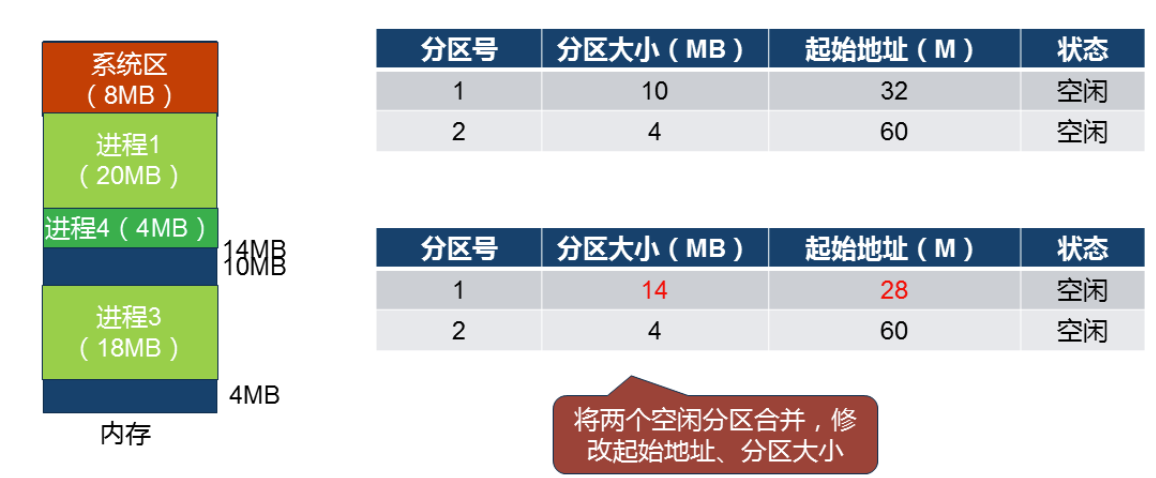 系统区
（8MB）
进程1
（20MB）
进程4（4MB）
14MB
10MB
进程3
（18MB）
4MB
内存
分区号 分区大小（MB） 起始地址（M） 状态
1 10 32 空闲
2 4 60 空闲
分区号 分区大小（MB） 起始地址（M） 状态
1 14 28 空闲
2 4 60 空闲
将两个空闲分区合并，修
改起始地址、分区大小